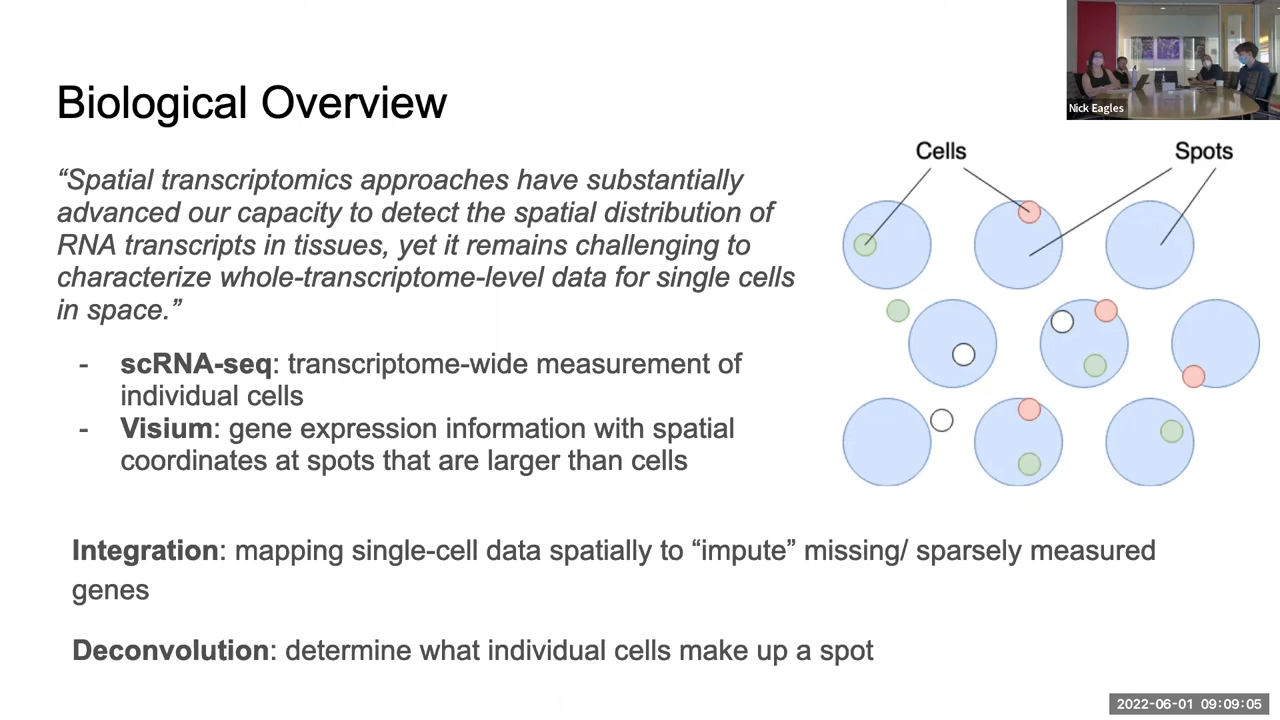 Nick Eagles
Biological Overview
“Spatial transcriptomics approaches have substantially
advanced our capacity to detect the spatial distribution of
RNA transcripts in tissues, yet it remains challenging to
characterize whole-transcriptome-level data for single cells
in space.”
- scRNA-seq: transcriptome-wide measurement of
individual cells
- Visium: gene expression information with spatial
coordinates at spots that are larger than cells
Cells
Spots
Integration: mapping single-cell data spatially to “impute” missing/ sparsely measured
genes
Deconvolution: determine what individual cells make up a spot
2022-06-01 09:09:05